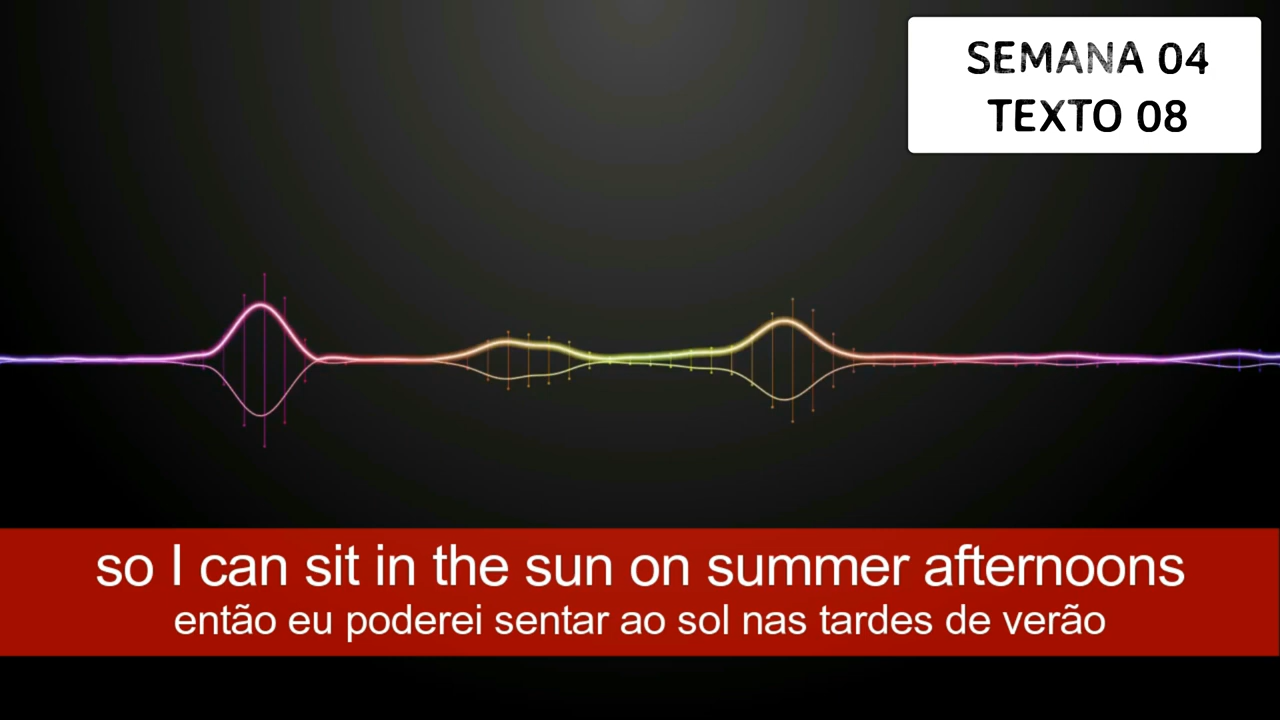 SEMANA 04
TEXTO 08
so I can sit in the sun on summer afternoons
então eu poderei sentar ao sol nas tardes de verão